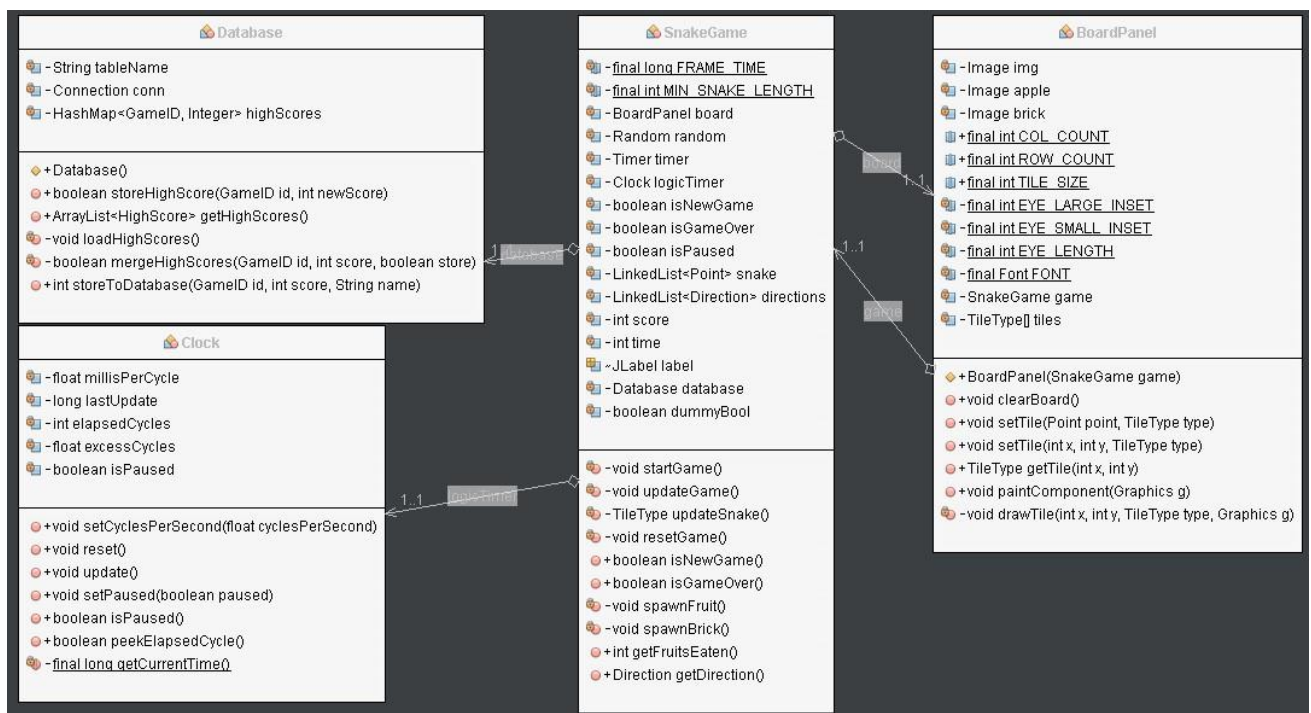 Database
-String tableName
-Connection conn
-HashMap<GameID, Integer> highScores
+Database()
+boolean storeHighScore(GameID id, int newScore)
+ArrayList<HighScore> getHighScores()
-void loadHighScores()
-boolean mergeHighScores(GameID id, int score, boolean store)
+int storeToDatabase(GameID id, int score, String name)
Clock
-float millisPerCycle
-long lastUpdate
-int elapsedCycles
-float excessCycles
-boolean isPaused
+void setCyclesPerSecond(float cyclesPerSecond)
+void reset()
+void update()
+void setPaused(boolean paused)
+boolean isPaused()
+boolean peekElapsedCycle()
-final long getCurrentTime()
database
logicTimer
1..1
SnakeGame
-final long FRAME_TIME
-final int MIN_SNAKE_LENGTH
-BoardPanel board
-Random random
-Timer timer
-Clock logicTimer
-boolean isNewGame
-boolean isGameOver
-boolean isPaused
-LinkedList<Point> snake
-LinkedList<Direction> directions
-int score
-int time
~JLabel label
-Database database
-boolean dummyBool
-void startGame()
-void updateGame()
-TileType updateSnake()
-void resetGame()
+boolean isNewGame()
+boolean isGameOver()
-void spawnFruit()
-void spawnBrick()
+int getFruitsEaten()
+Direction getDirection()
board
1..1
1..1
game
BoardPanel
-Image img
-Image apple
-Image brick
+final int COL_COUNT
+final int ROW_COUNT
+final int TILE_SIZE
-final int EYE_LARGE_INSET
-final int EYE_SMALL_INSET
-final int EYE_LENGTH
-final Font FONT
-SnakeGame game
-TileType[] tiles
+BoardPanel(SnakeGame game)
+void clearBoard()
+void setTile(Point point, TileType type)
+void setTile(int x, int y, TileType type)
+TileType getTile(int x, int y)
+void paintComponent(Graphics g)
-void drawTile(int x, int y, TileType type, Graphics g)